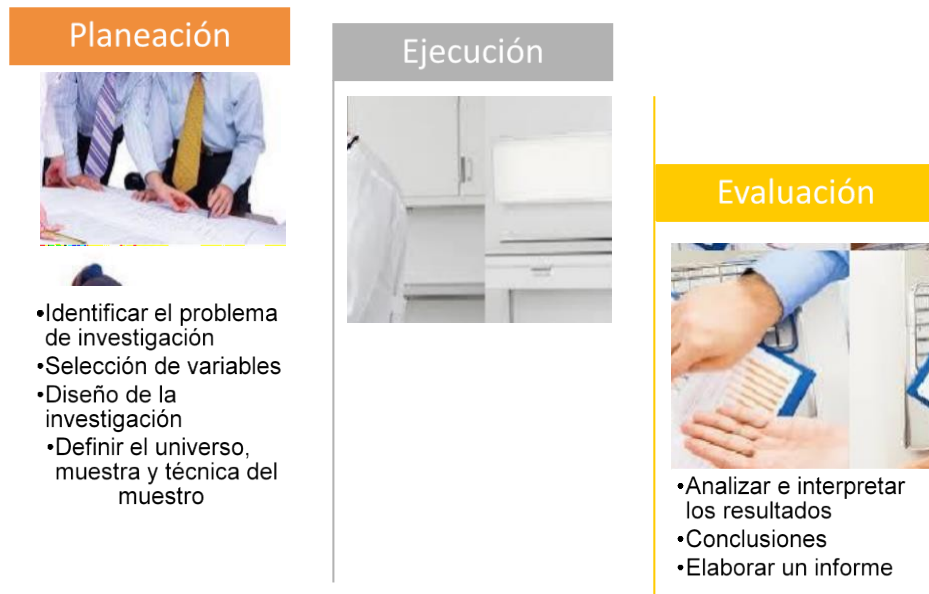 Planeación
•Identificar el problema
de investigación
•Selección de variables
•Diseño de la
investigación
•Definir el universo,
muestra y técnica del
muestro
Ejecución
Evaluación
•Analizar e interpretar
los resultados
•Conclusiones
•Elaborar un informe